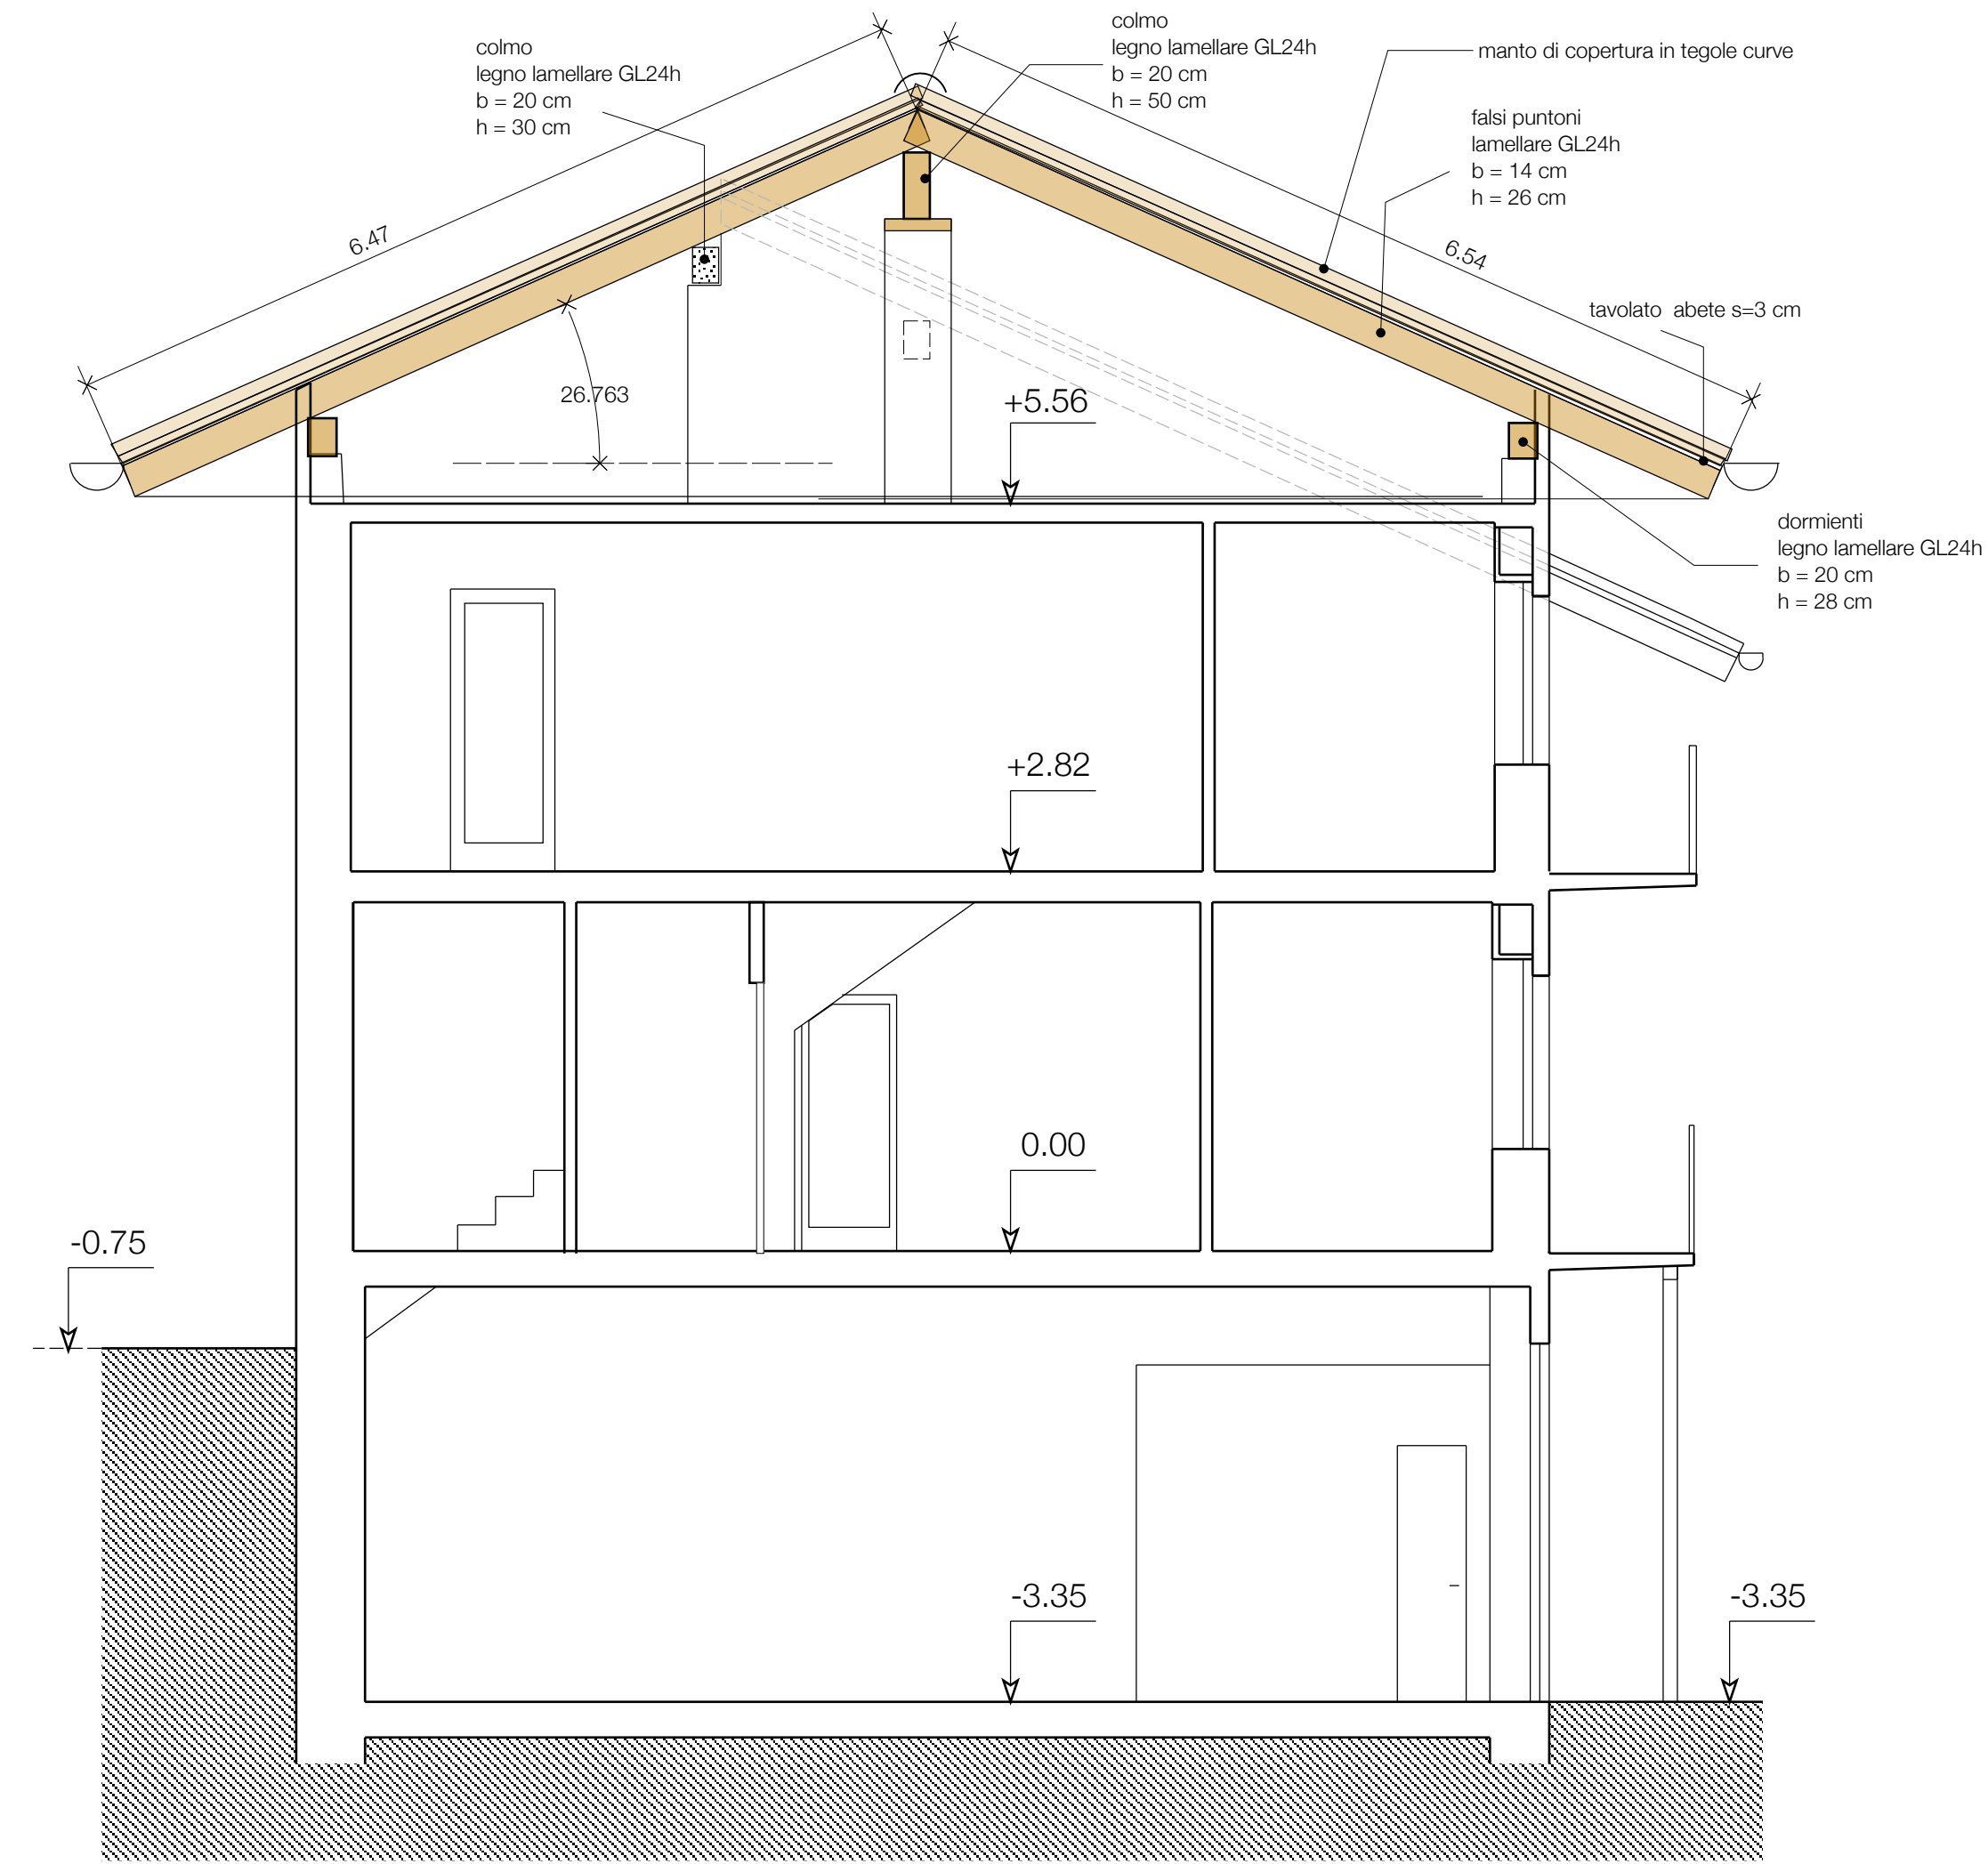 colmo
legno lamellare GL24h
b = 20 cm
h = 30 cm
colmo
legno lamellare GL24h
b = 20 cm
h = 50 cm
manto di copertura in tegole curve
falsi puntoni
lamellare GL24h
b = 14 cm
h = 26 cm
6.47
6.54
tavolato abete s=3 cm
26.763
+5.56
dormienti
legno lamellare GL24h
b = 20 cm
h = 28 cm
+2.82
0.00
-0.75
-3.35
-3.35